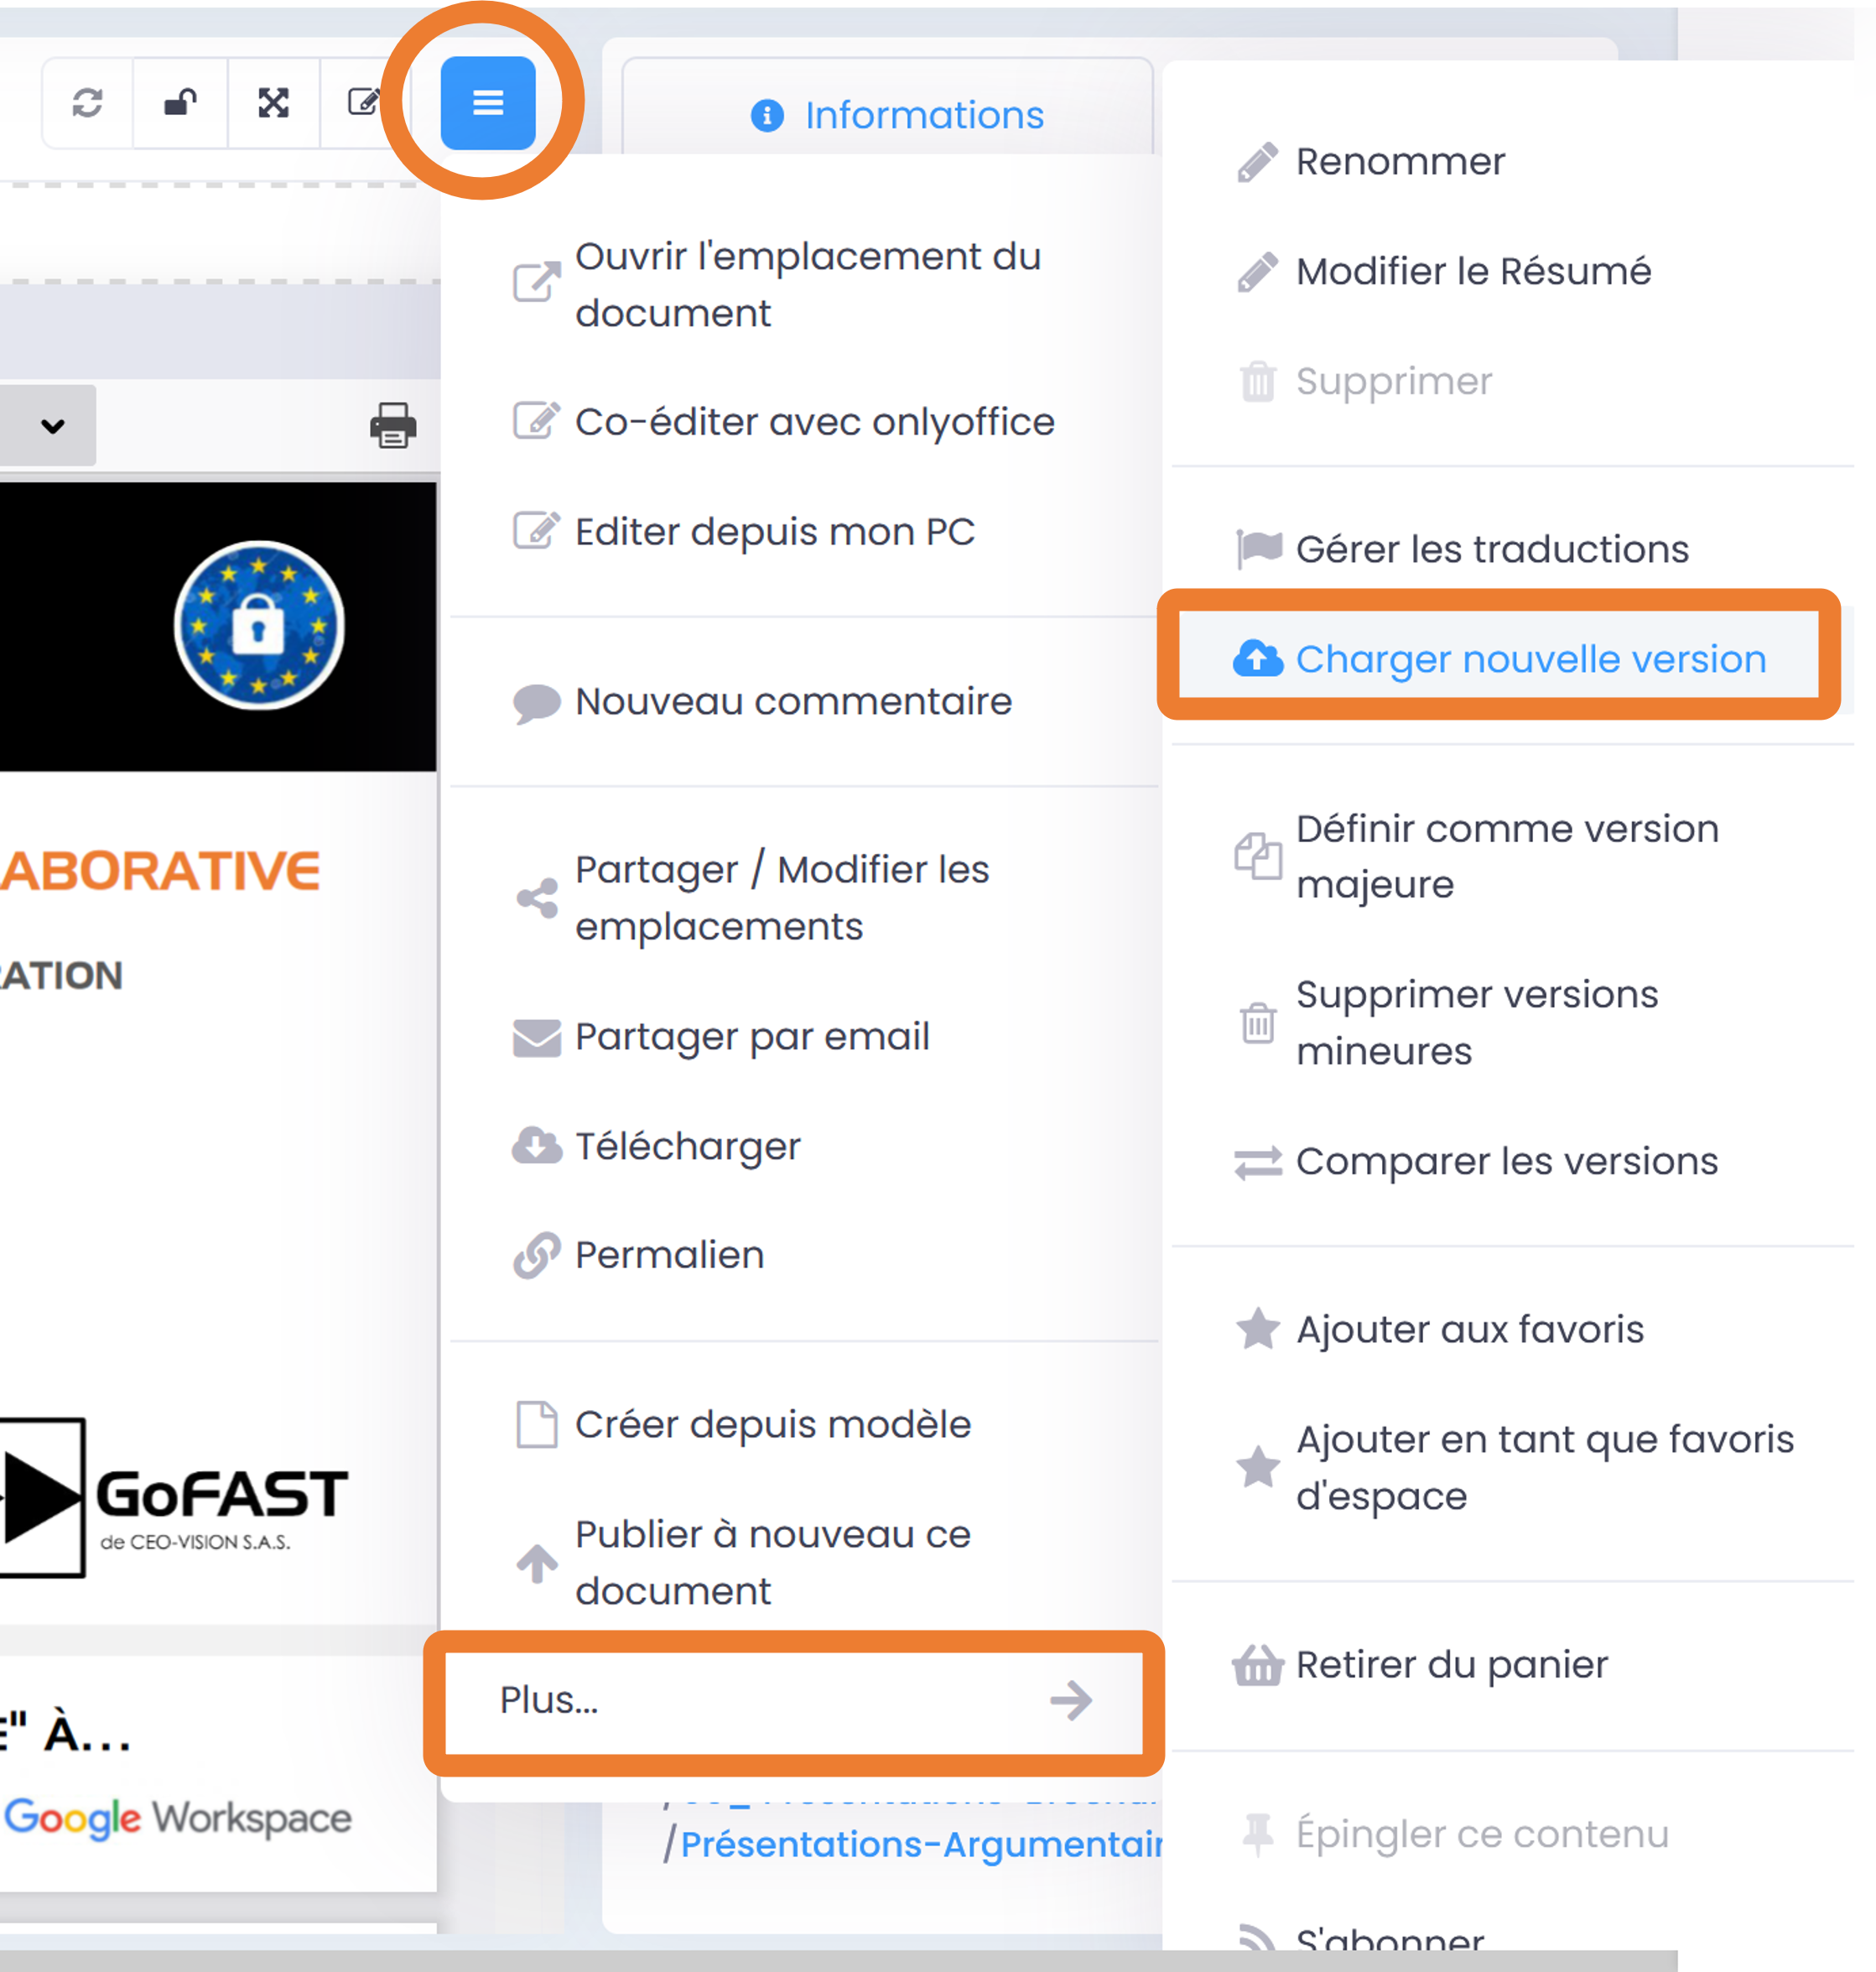 Informations
Ouvrir l'emplacement du
document
Co-éditer avec onlyoffice
Editer depuis mon PC
Nouveau commentaire
Partager / Modifier les
emplacements
Partager par email
Télécharger
Permalien
Créer depuis modèle
Publier à nouveau ce
document
Plus...
Renommer
Modifier le Résumé
Supprimer
Gérer les traductions
Charger nouvelle version
Définir comme version
majeure
Supprimer versions
mineures
Comparer les versions
Ajouter aux favoris
Ajouter en tant que favoris
d'espace
Retirer du panier
Épingler ce contenu
S'abonner
ABORATIVE
RATION
GoFAST
de CEO-VISION S.A.S.
E" À...
Google Workspace
/Présentations-Argumentair